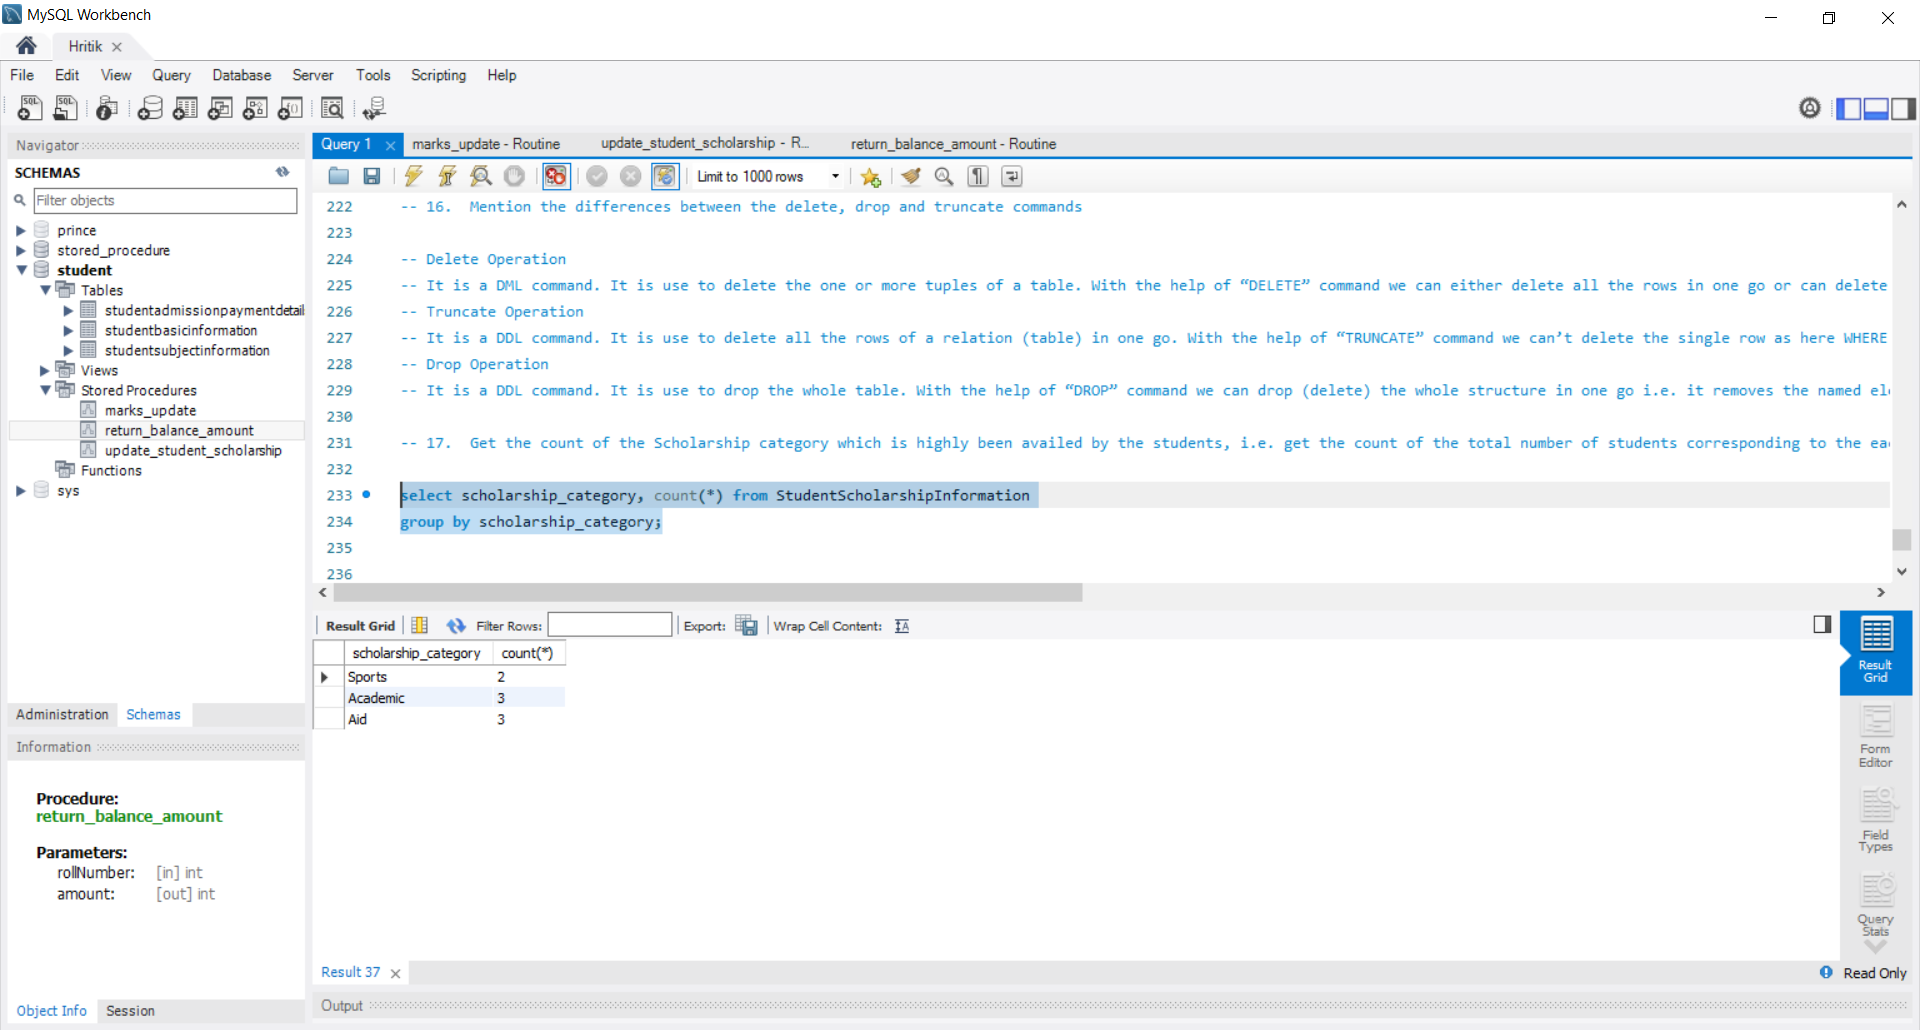 MySQL Workbench
Hritik
File Edit View Query Database Server Tools Scripting Help
Navigator
SCHEMAS
Filter objects
prince
stored_procedure
student
Tables
studentadmissionpaymentdetail
studentbasicinformation
studentsubjectinformation
Views
Stored Procedures
marks_update
return_balance_amount
update_student_scholarship
Functions
sys
Administration Schemas
Information
Procedure:
return_balance_amount
Parameters:
rollNumber: [in] int
amount: [out] int
Object Info Session
Query 1 marks_update - Routine update_student_scholarship - R... return_balance_amount - Routine
Limit to 1000 rows
222 -- 16. Mention the differences between the delete, drop and truncate commands
223
224 -- Delete Operation
225 -- It is a DML command. It is use to delete the one or more tuples of a table. With the help of “DELETE” command we can either delete all the rows in one go or can delete
226 -- Truncate Operation
227 -- It is a DDL command. It is use to delete all the rows of a relation (table) in one go. With the help of “TRUNCATE” command we can’t delete the single row as here WHERE
228 -- Drop Operation
229 -- It is a DDL command. It is use to drop the whole table. With the help of “DROP” command we can drop (delete) the whole structure in one go i.e. it removes the named el
230
231 -- 17. Get the count of the Scholarship category which is highly been availed by the students, i.e. get the count of the total number of students corresponding to the ea
232
233 select scholarship_category, count(*) from StudentScholarshipInformation
234 group by scholarship_category;
235
236
Result Grid Filter Rows: Export: Wrap Cell Content:
scholarship_category count(*)
Sports 2
Academic 3
Aid 3
Result
Grid
Form
Editor
Field
Types
Query
Stats
Result 37
Read Only
Output